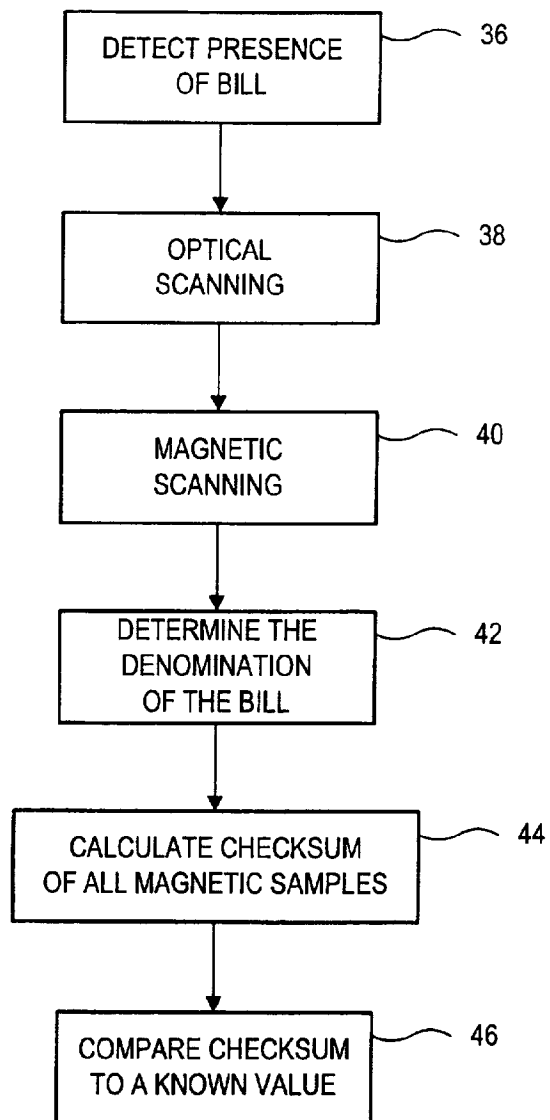 DETECT PRESENCE
OF BILL
36
OPTICAL
SCANNING
38
MAGNETIC
SCANNING
40
DETERMINE THE
DENOMINATION
OF THE BILL
42
CALCULATE CHECKSUM
OF ALL MAGNETIC SAMPLES
44
COMPARE CHECKSUM
TO A KNOWN VALUE
46